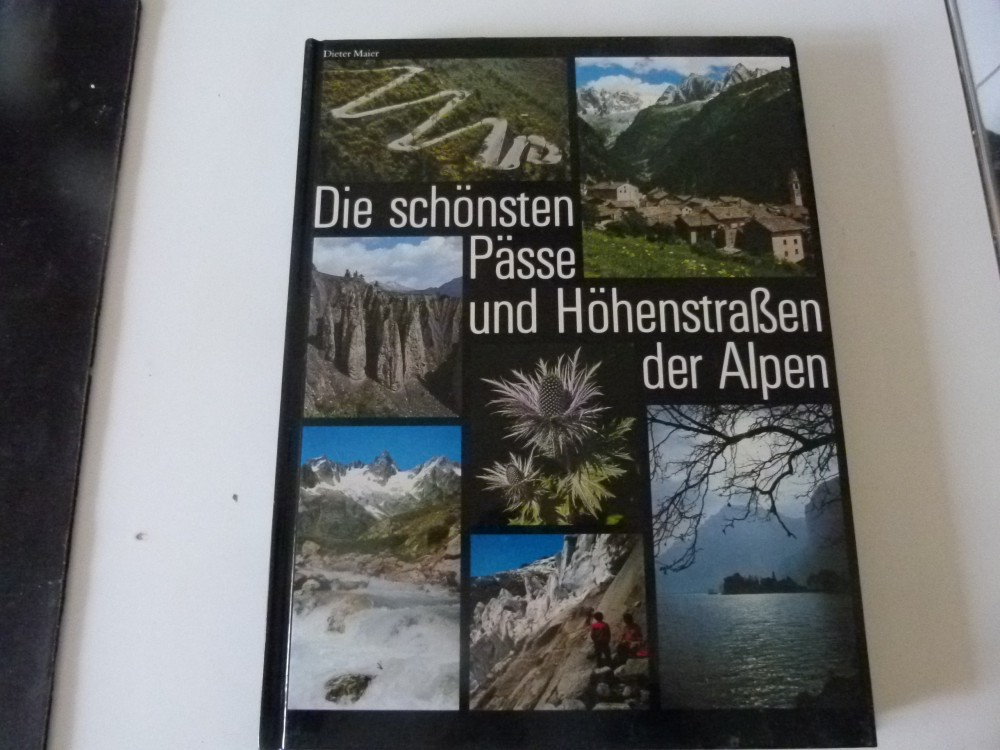 Dieter Maier
Die schönsten
Pässe
und Höhenstraßen
der Alpen